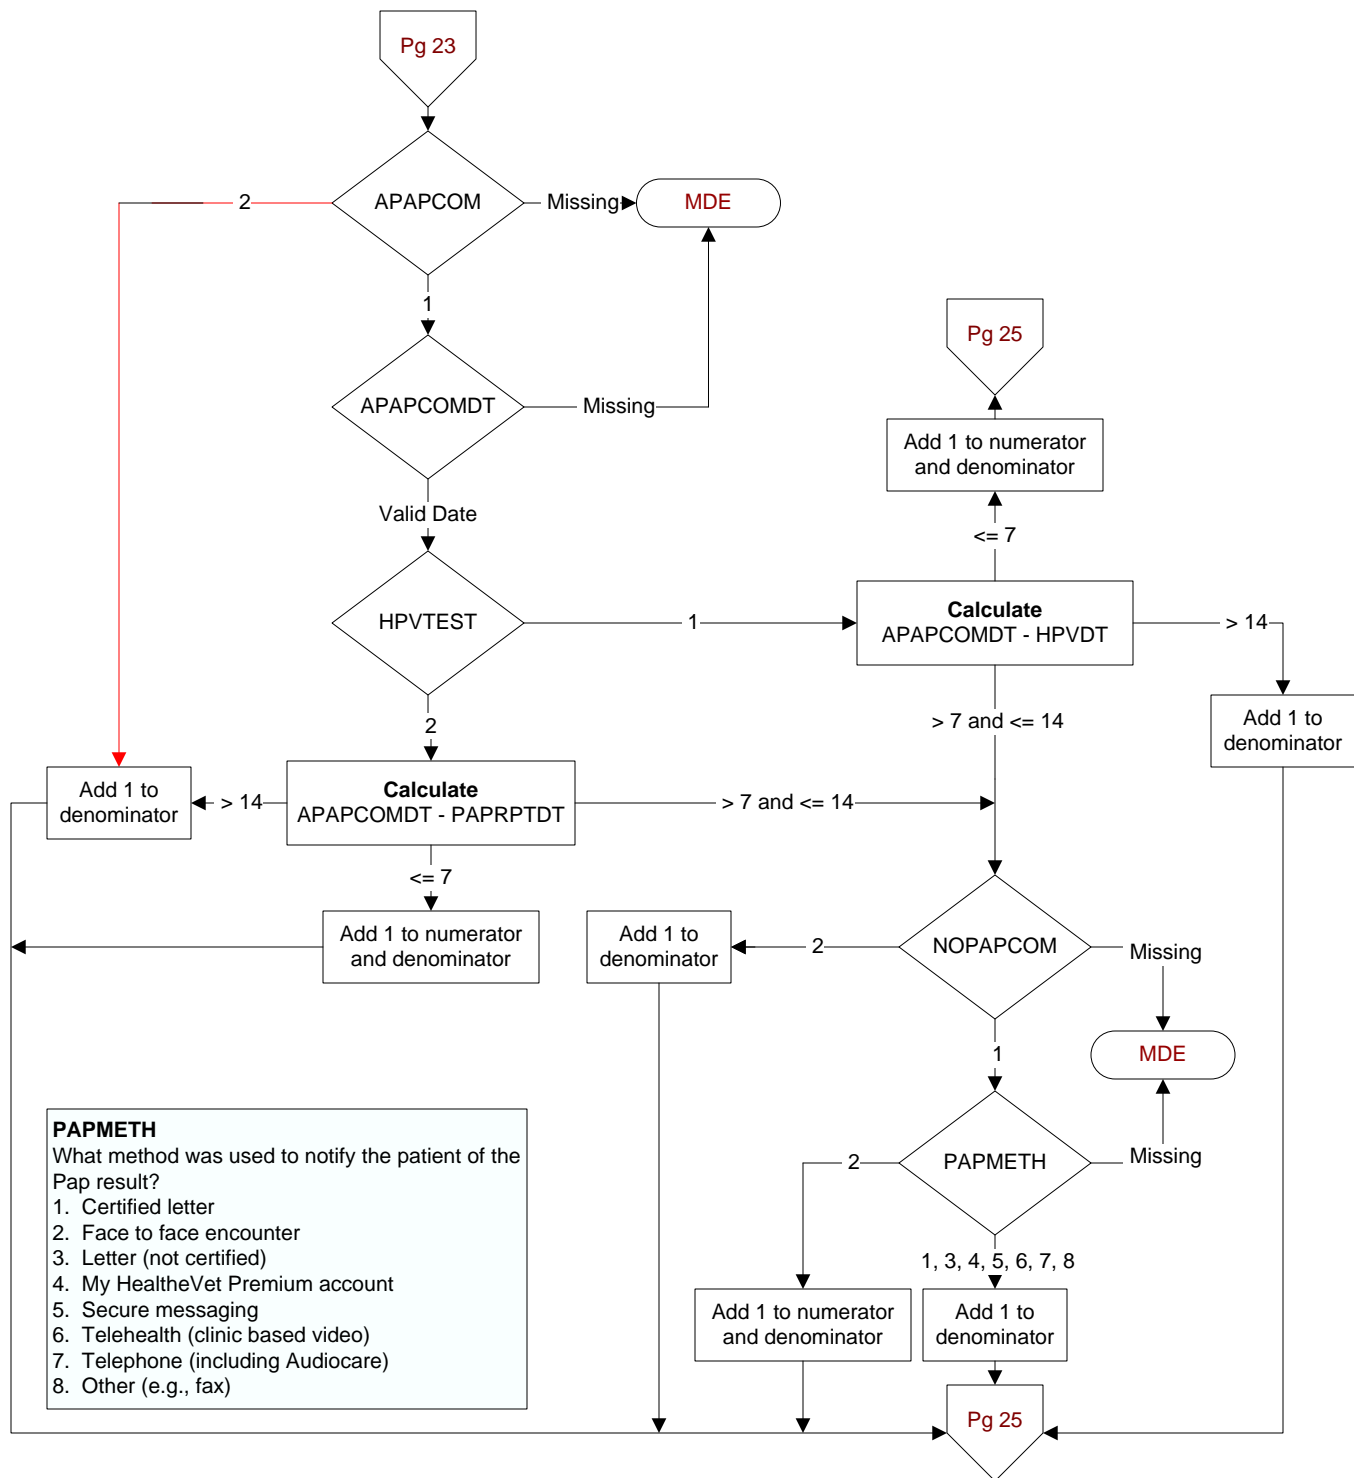 Pg 23
APAPCOM
2
Missing
MDE
1
APAPCOMDT
Missing
Valid Date
Pg 25
Add 1 to numerator
and denominator
<= 7
HPVTEST
1
Calculate
APAPCOMDT - HPVDT
> 14
Add 1 to
denominator
2
> 7 and <= 14
Add 1 to
denominator
> 14
Calculate
APAPCOMDT - PAPRPTDT
> 7 and <= 14
<= 7
Add 1 to numerator
and denominator
Add 1 to
denominator
2
NOPAPCOM
Missing
MDE
1
PAPMETH
Missing
2
1, 3, 4, 5, 6, 7, 8
Add 1 to numerator
and denominator
Add 1 to
denominator
Pg 25
PAPMETH
What method was used to notify the patient of the
Pap result?
1. Certified letter
2. Face to face encounter
3. Letter (not certified)
4. My HealtheVet Premium account
5. Secure messaging
6. Telehealth (clinic based video)
7. Telephone (including Audiocare)
8. Other (e.g., fax)